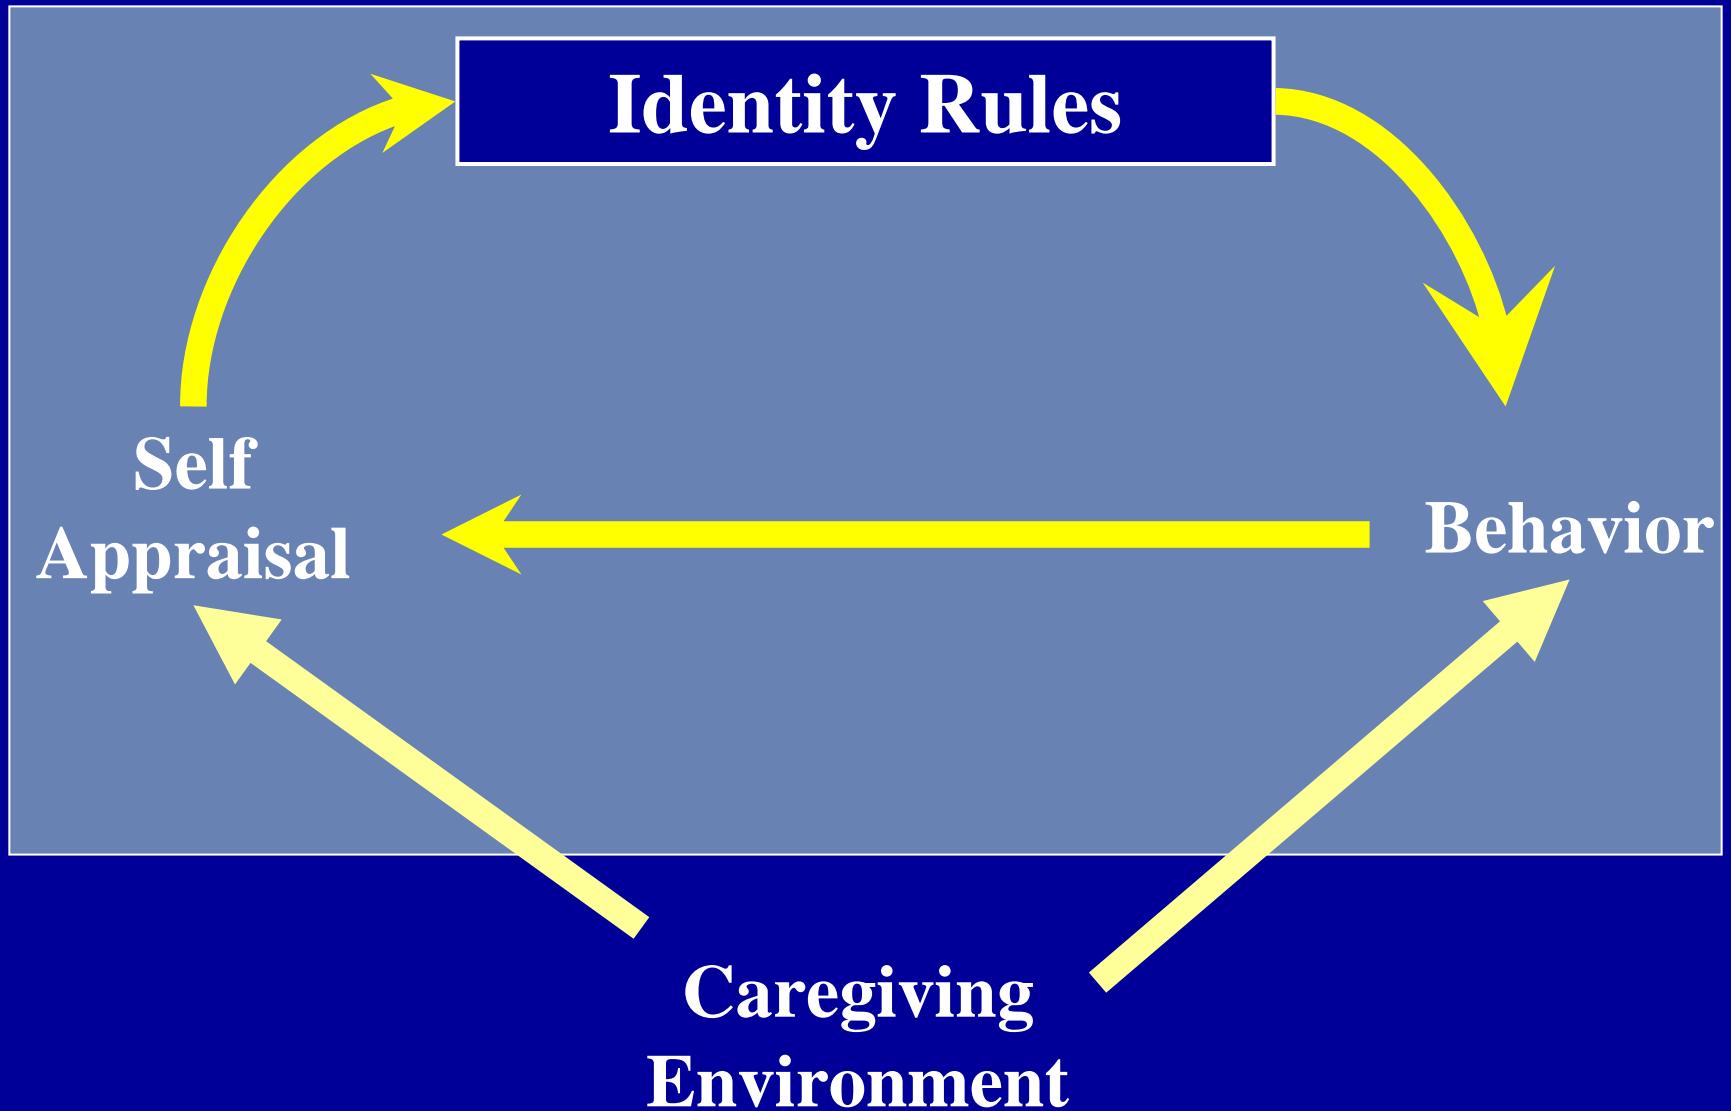 Identity Rules
Self
Appraisal
Behavior
Caregiving
Environment